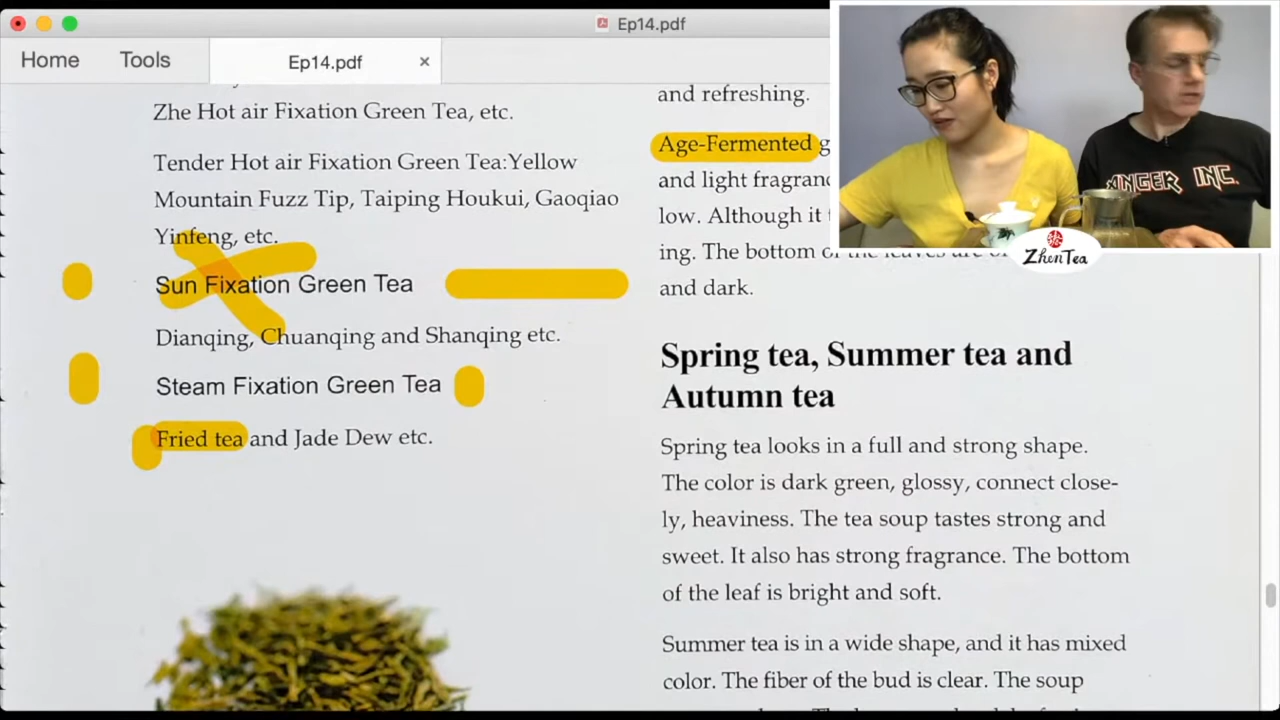 Ep14.pdf
Home
Tools
Ep14.pdf
×
Zhe Hot air Fixation Green Tea, etc.
Tender Hot air Fixation Green Tea:Yellow
Mountain Fuzz Tip, Taiping Houkui, Gaoqiao
Yinfeng, etc.
Sun Fixation Green Tea
Dianqing, Chuanqing and Shanqing etc.
Steam Fixation Green Tea
Fried tea and Jade Dew etc.
and refreshing.
Age-Fermented g
and light fragran
low. Although it
ing. The bottom of the leaves are
and dark.
Spring tea, Summer tea and
Autumn tea
Spring tea looks in a full and strong shape.
The color is dark green, glossy, connect close-
ly, heaviness. The tea soup tastes strong and
sweet. It also has strong fragrance. The bottom
of the leaf is bright and soft.
Summer tea is in a wide shape, and it has mixed
color. The fiber of the bud is clear. The soup
ANGER INC.
ZhenTea